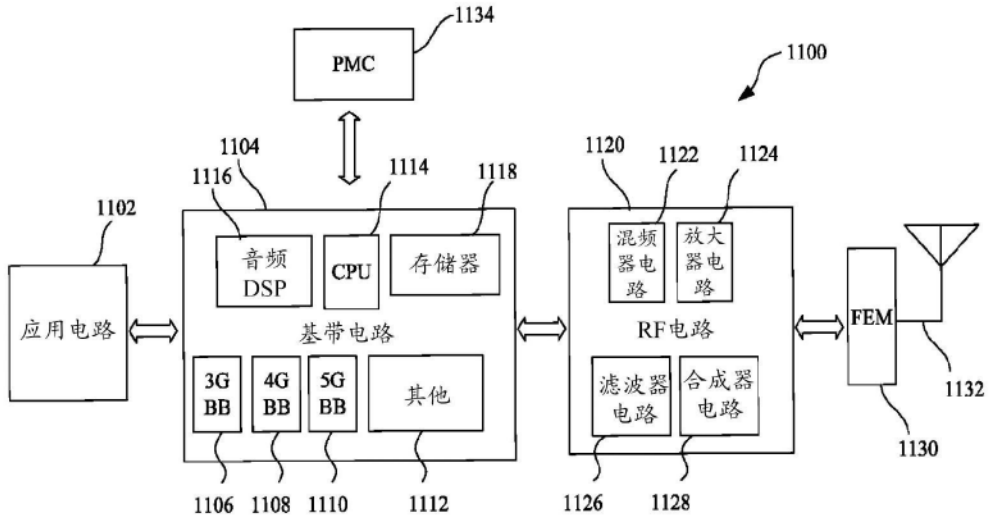 1134
PMC
1100
1104
1116
1114
1118
1120
1122
1124
1102
音频
DSP
CPU
存储器
混频
器电
路
放大
器电
路
应用电路
基带电路
RF电路
FEM
3G
BB
4G
BB
5G
BB
其他
滤波器
电路
合成器
电路
1132
1130
1106
1108
1110
1112
1126
1128